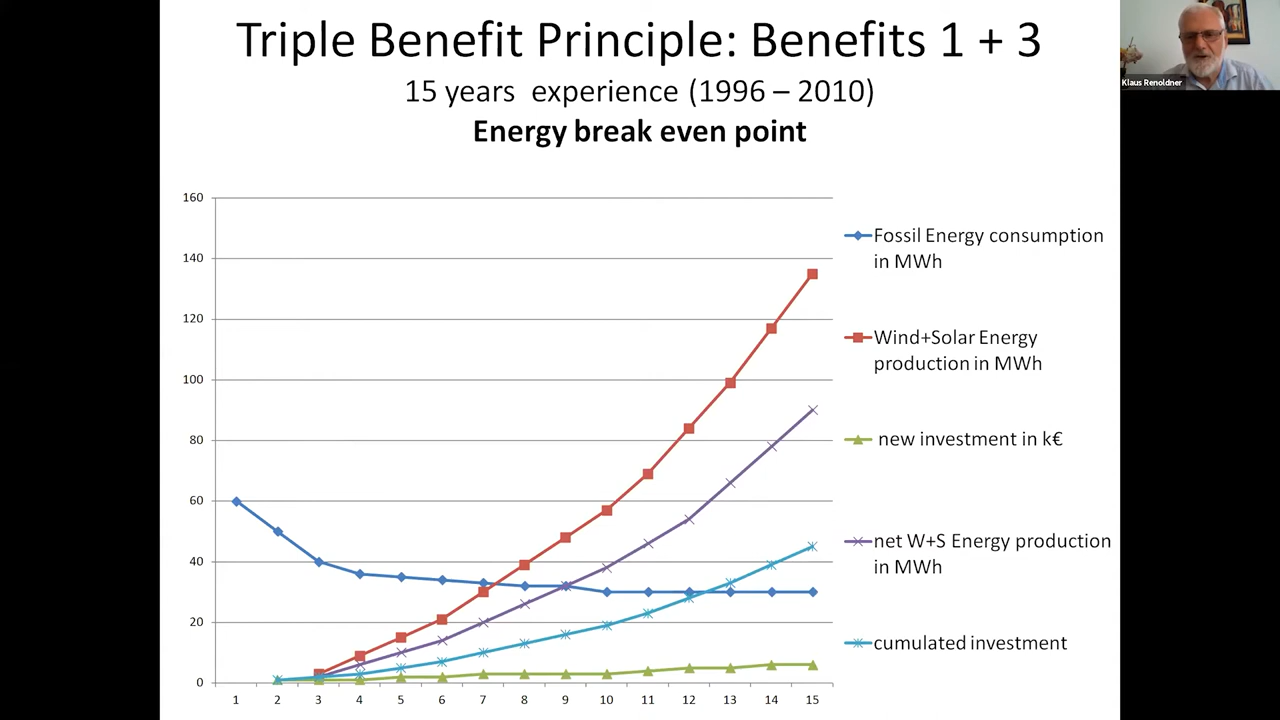 Triple Benefit Principle: Benefits 1 + 3
15 years experience (1996 – 2010)
Energy break even point
Klaus Renoldner
160
140
120
100
80
60
40
20
0
1 2 3 4 5 6 7 8 9 10 11 12 13 14 15
Fossil Energy consumption
in MWh
Wind+Solar Energy
production in MWh
new investment in k€
net W+S Energy production
in MWh
cumulated investment